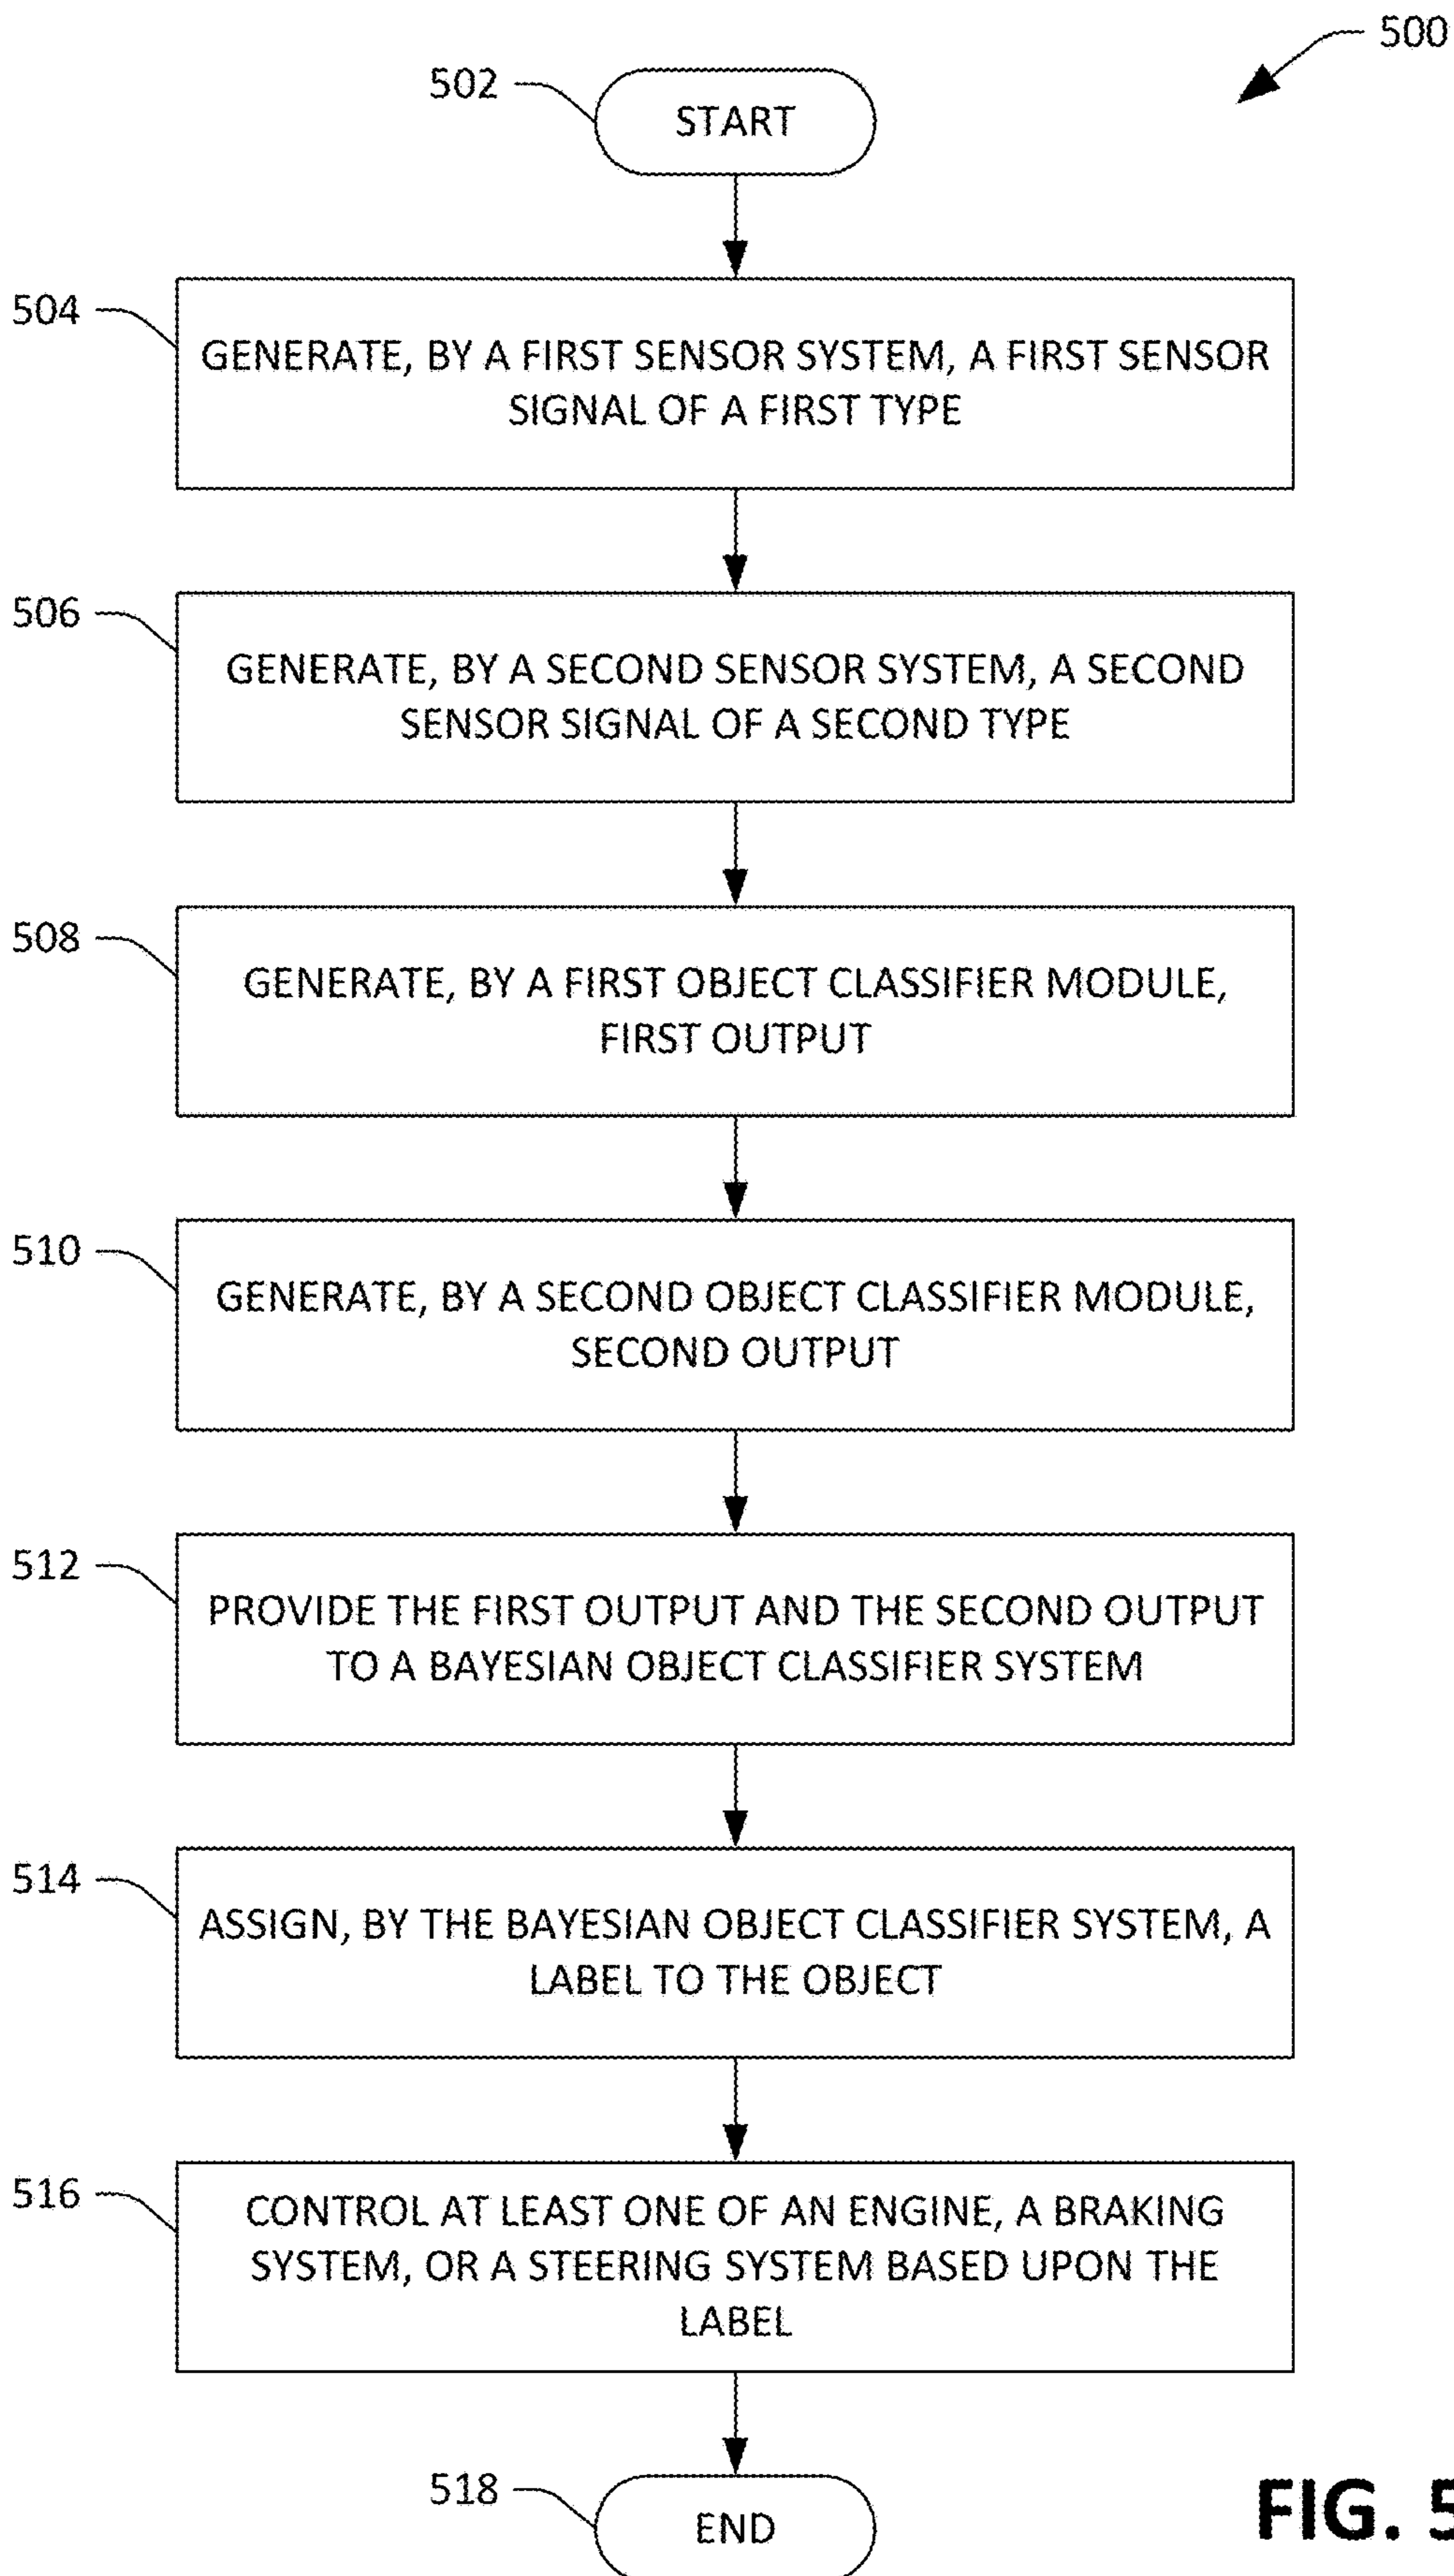 500
502
START
504
GENERATE, BY A FIRST SENSOR SYSTEM, A FIRST SENSOR
SIGNAL OF A FIRST TYPE
506
GENERATE, BY A SECOND SENSOR SYSTEM, A SECOND
SENSOR SIGNAL OF A SECOND TYPE
508
GENERATE, BY A FIRST OBJECT CLASSIFIER MODULE,
FIRST OUTPUT
510
GENERATE, BY A SECOND OBJECT CLASSIFIER MODULE,
SECOND OUTPUT
512
PROVIDE THE FIRST OUTPUT AND THE SECOND OUTPUT
TO A BAYESIAN OBJECT CLASSIFIER SYSTEM
514
ASSIGN, BY THE BAYESIAN OBJECT CLASSIFIER SYSTEM, A
LABEL TO THE OBJECT
516
CONTROL AT LEAST ONE OF AN ENGINE, A BRAKING
SYSTEM, OR A STEERING SYSTEM BASED UPON THE
LABEL
518
END
FIG. 5